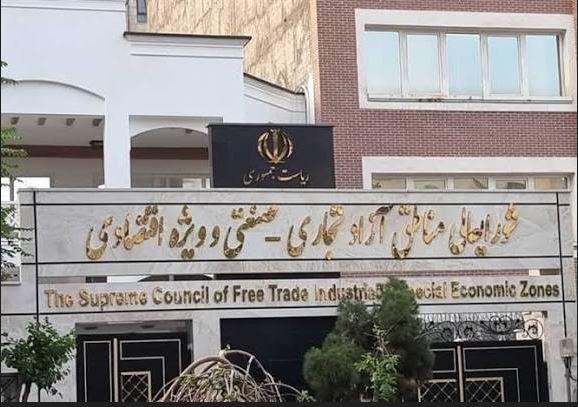 ریاست جمهوری
شورایعالی مناطق آزاد تجاری - صنعتی و ویژه اقتصادی
The Supreme Council of Free Trade Industrial & Special Economic Zones